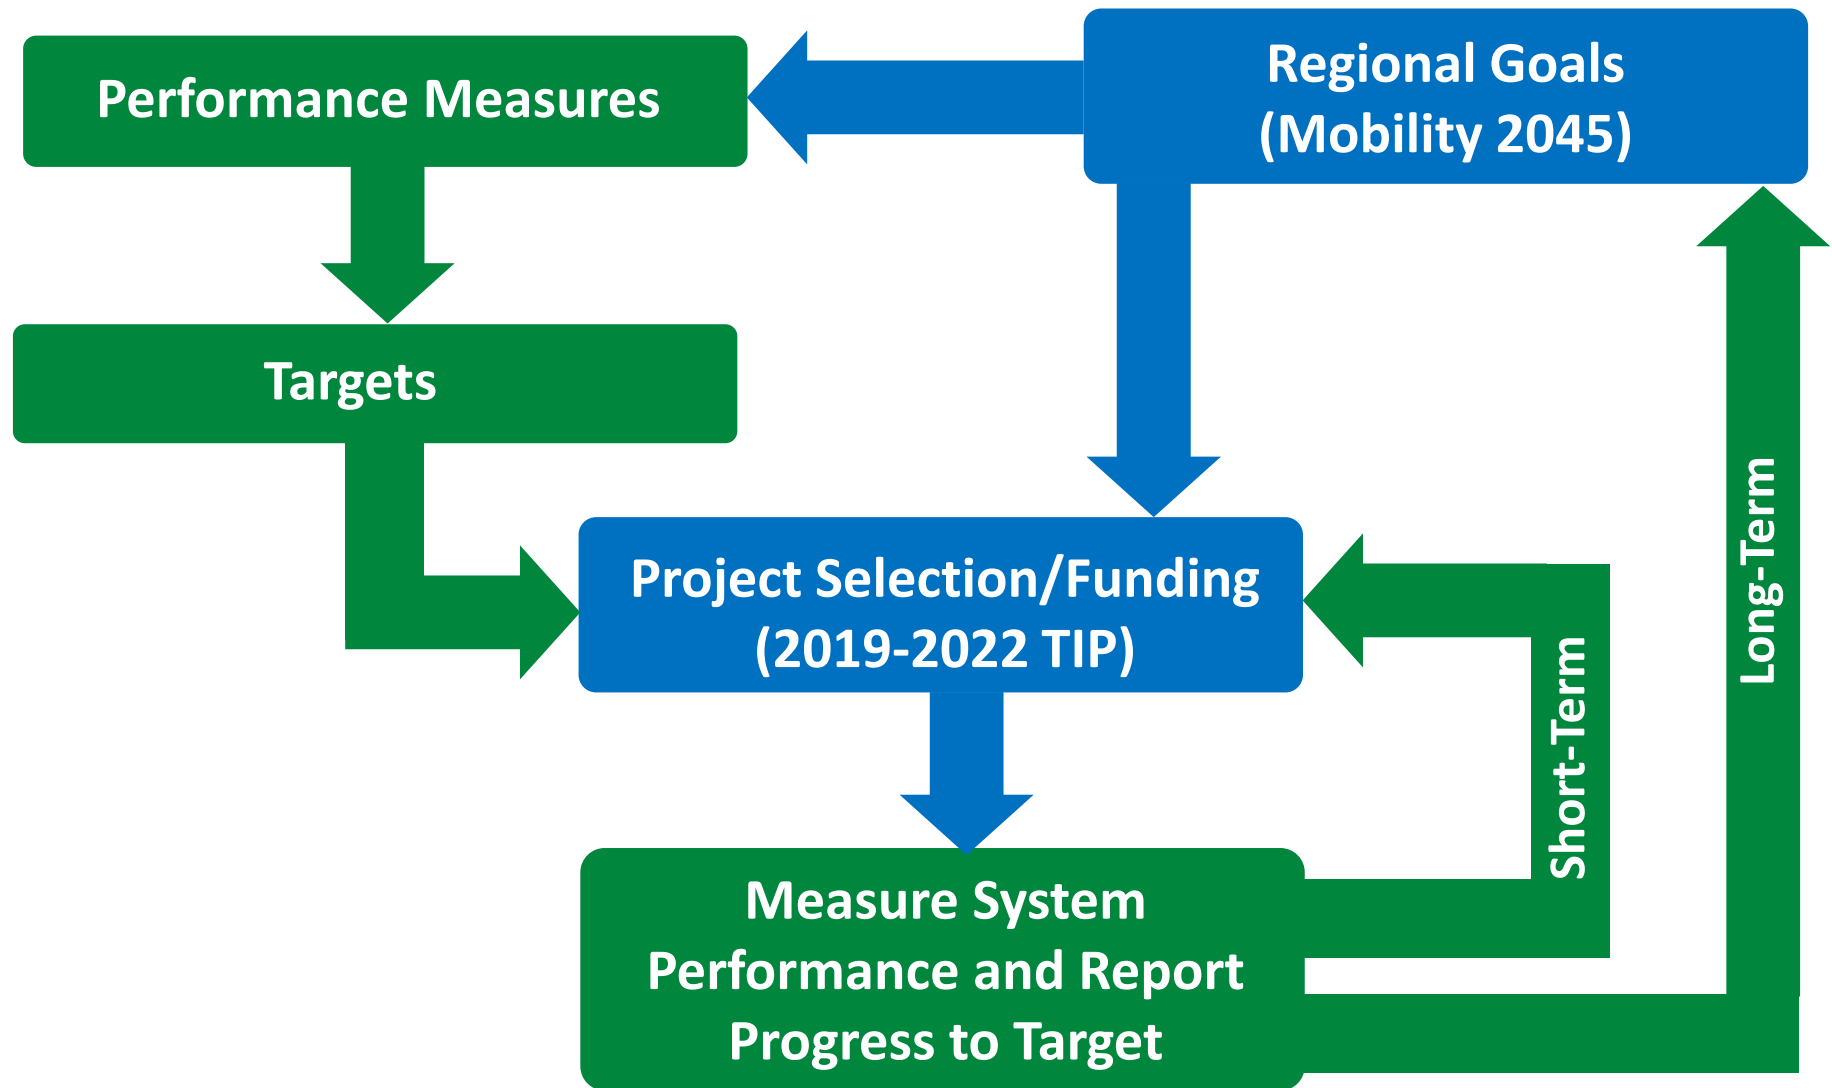 Performance Measures
Regional Goals
(Mobility 2045)
Targets
Project Selection/Funding
(2019-2022 TIP)
Short-Term
Long-Term
Measure System
Performance and Report
Progress to Target